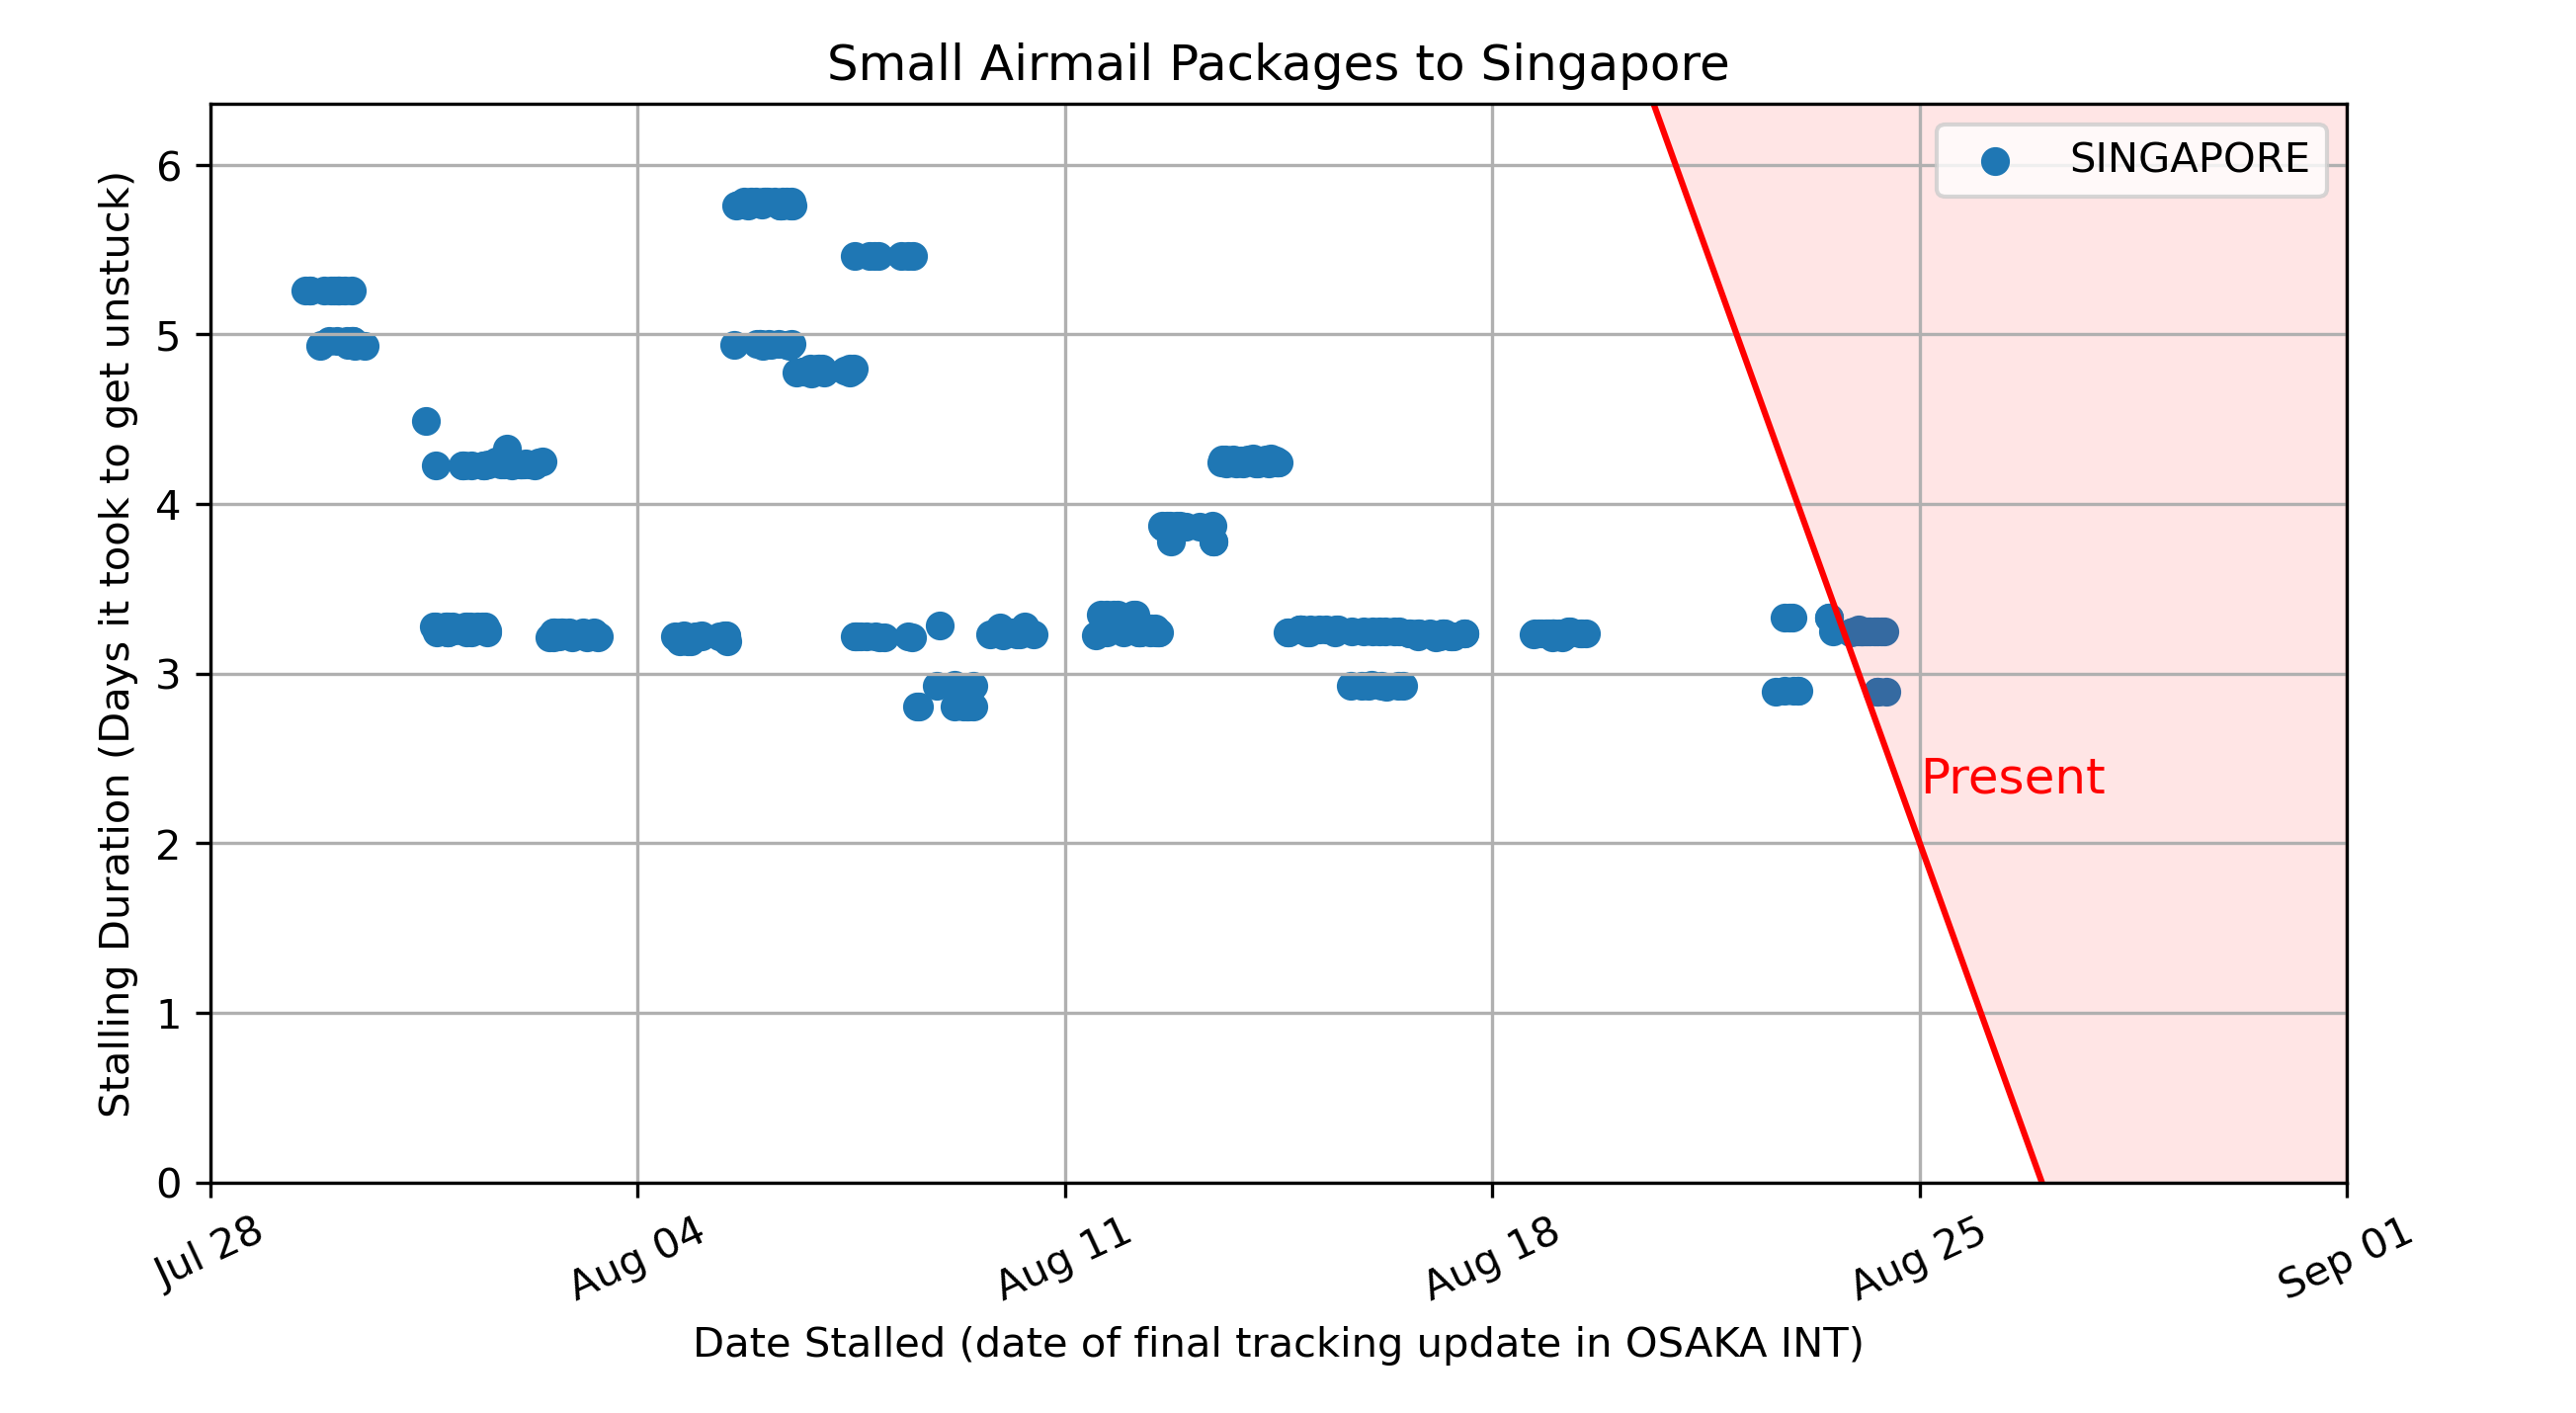 Small Airmail Packages to Singapore
SINGAPORE
Stalling Duration (Days it took to get unstuck)
6
5
4
3
2
1
0
Present
Jul 28
Aug 04
Aug 11
Aug 18
Aug 25
Sep 01
Date Stalled (date of final tracking update in OSAKA INT)